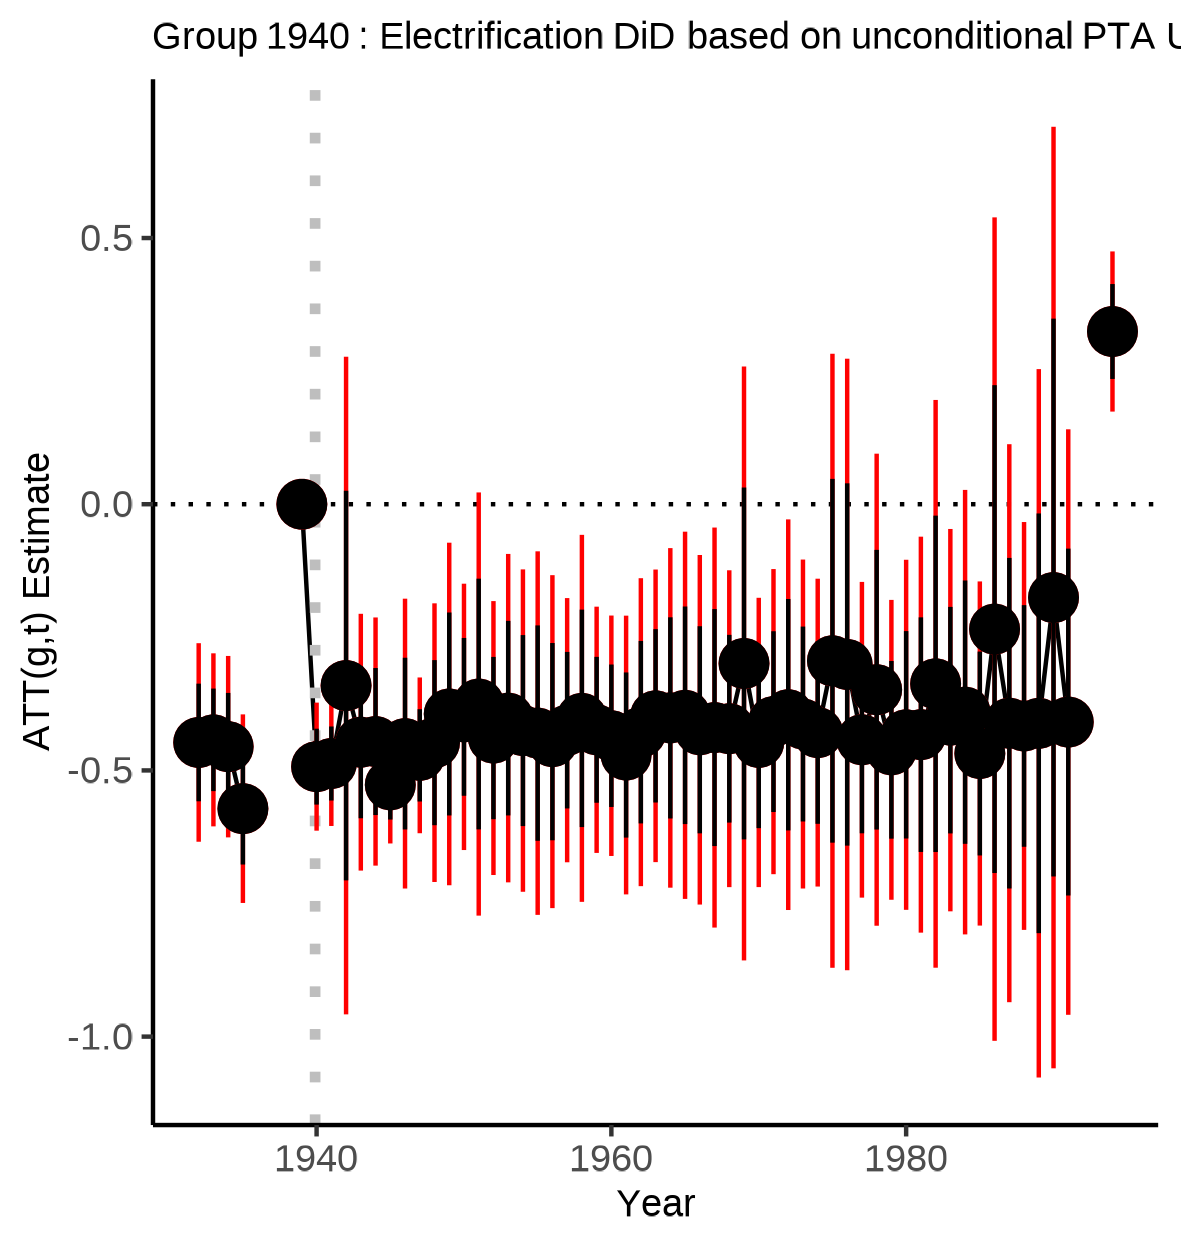 Group 1940 : Electrification DiD based on unconditional PTA
ATT(g,t) Estimate
0.5
0.0
-0.5
-1.0
1940 1960 1980
Year